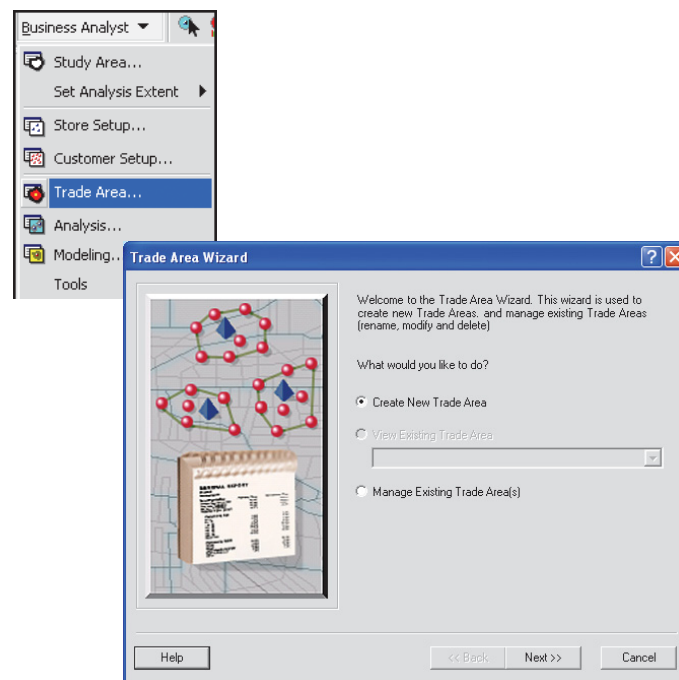 Business Analyst
Study Area...
Set Analysis Extent
Store Setup...
Customer Setup...
Trade Area...
Analysis...
Modeling...
Tools
Trade Area Wizard
Welcome to the Trade Area Wizard. This wizard is used to
create new Trade Areas. and manage existing Trade Areas
(rename, modify and delete)
What would you like to do?
Create New Trade Area
View Existing Trade Area
Manage Existing Trade Area(s)
Help
<< Back
Next >>
Cancel